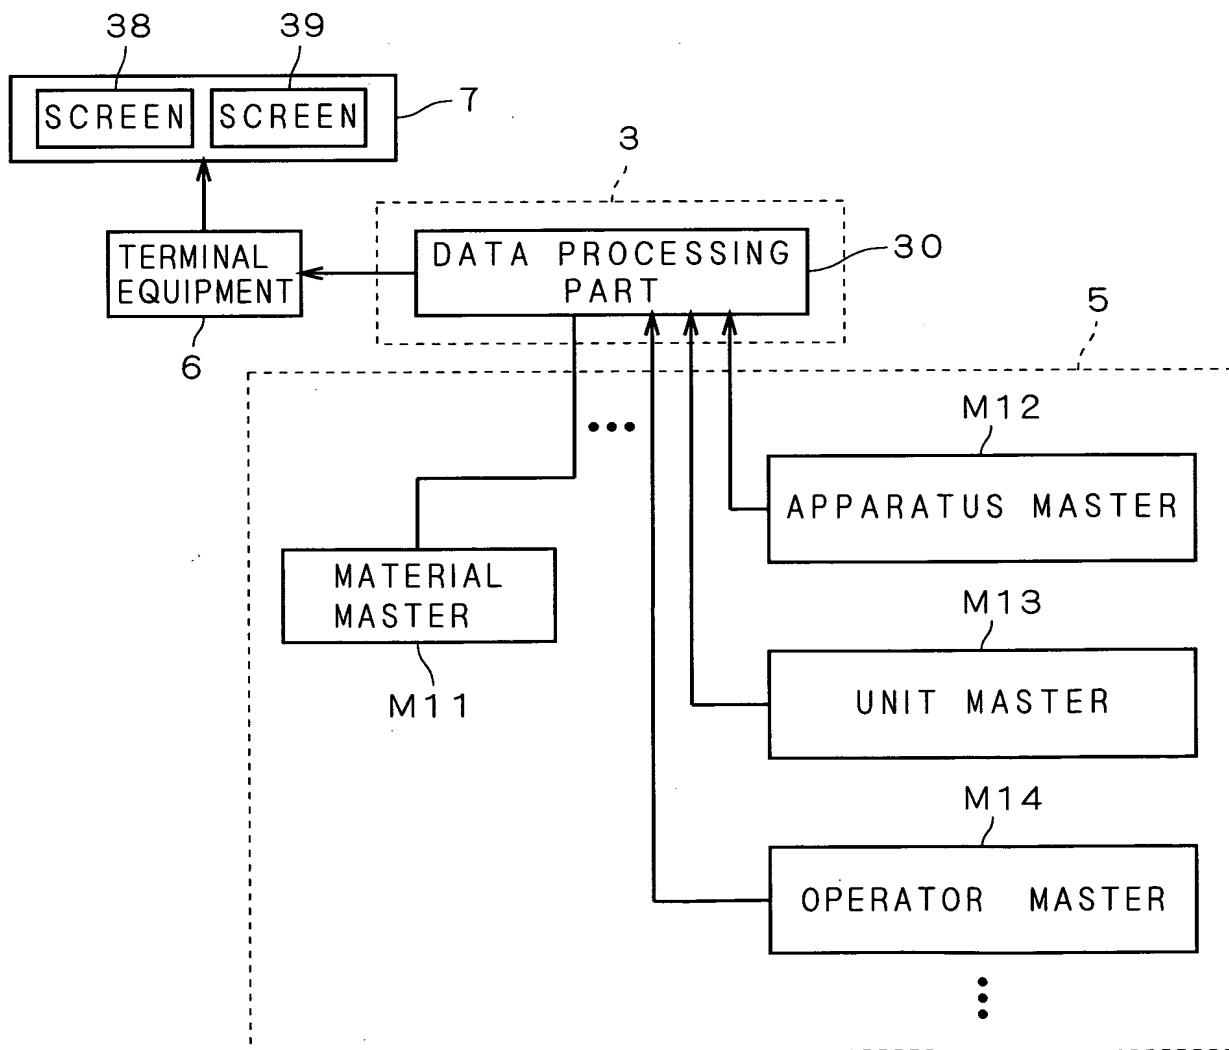 38
39
SCREEN
SCREEN
7
3
TERMINAL
EQUIPMENT
6
DATA PROCESSING
PART
30
5
M12
APPARATUS MASTER
MATERIAL
MASTER
M11
M13
UNIT MASTER
M14
OPERATOR MASTER